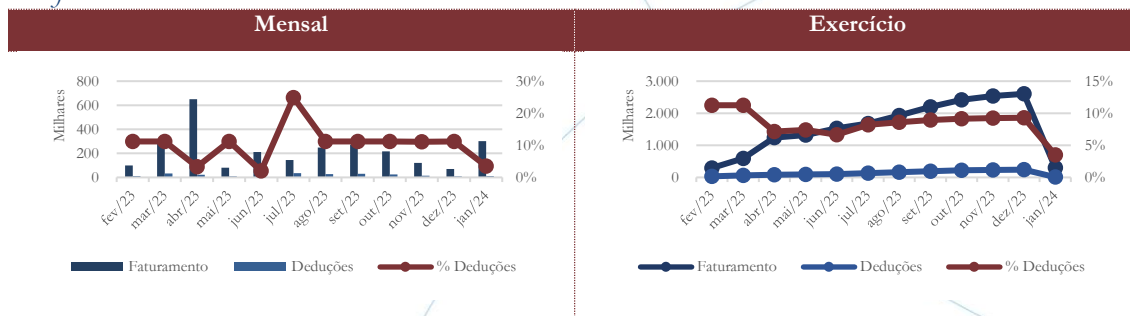 Mensal
Exercício
Milhares
800
600
400
200
0
30%
20%
10%
0%
fev/23
mar/23
abr/23
mai/23
jun/23
jul/23
ago/23
set/23
out/23
nov/23
dez/23
jan/24
Faturamento
Deduções
% Deduções
Milhares
3.000
2.000
1.000
0
15%
10%
5%
0%
fev/23
mar/23
abr/23
mai/23
jun/23
jul/23
ago/23
set/23
out/23
nov/23
dez/23
jan/24
Faturamento
Deduções
% Deduções